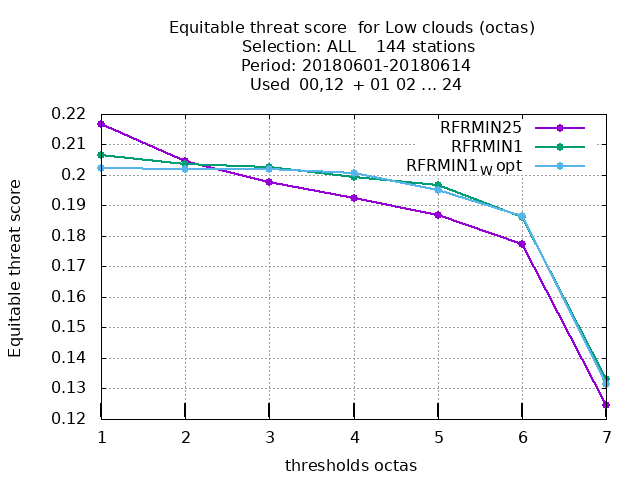 Equitable threat score  for Low clouds (octas)
Selection: ALL    144 stations
Period: 20180601-20180614
Used  00,12  + 01 02 ... 24
RFRMIN25
RFRMIN1
RFRMIN1W opt
Equitable threat score
0.22
0.21
0.2
0.19
0.18
0.17
0.16
0.15
0.14
0.13
0.12
1 2 3 4 5 6 7
thresholds octas